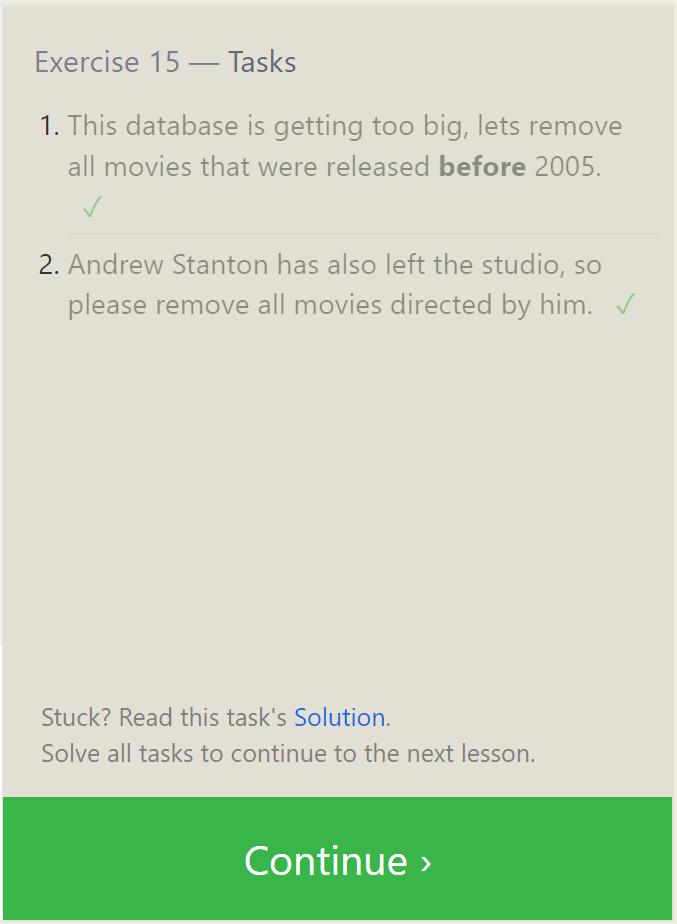 Exercise 15 — Tasks
1. This database is getting too big, lets remove
all movies that were released before 2005.
✓
2. Andrew Stanton has also left the studio, so
please remove all movies directed by him. ✓
Stuck? Read this task's Solution.
Solve all tasks to continue to the next lesson.
Continue ›